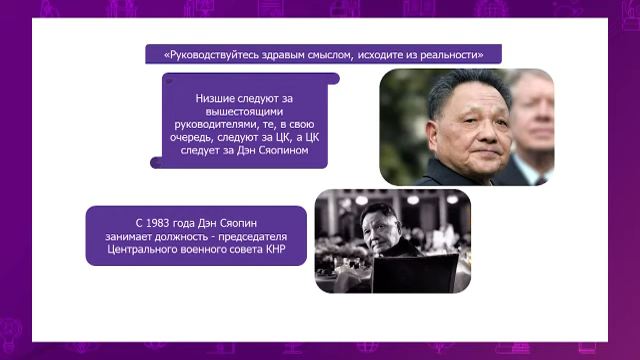 «Руководствуйтесь здравым смыслом, исходите из реальности»
Низшие следуют за
вышестоящими
руководителями, те, в свою
очередь, следуют за ЦК, а ЦК
следует за Дэн Сяопином
С 1983 года Дэн Сяопин
занимает должность - председателя
Центрального военного совета КНР